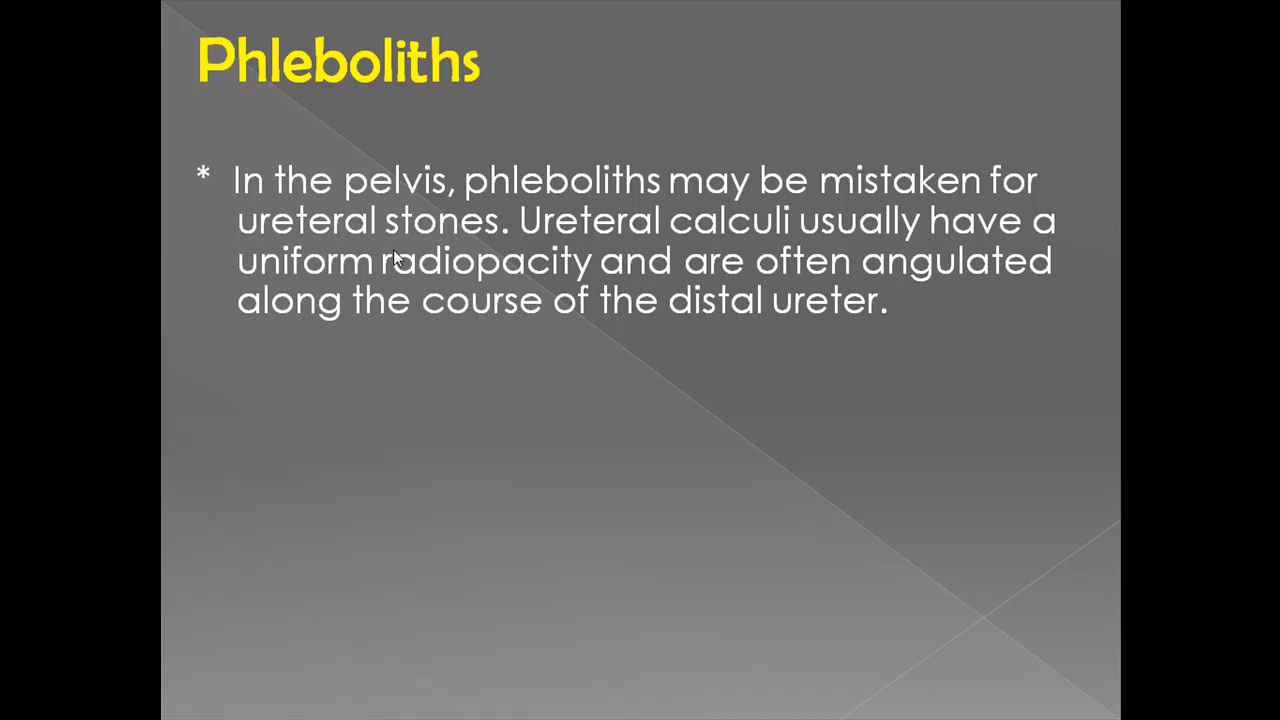 Phleboliths
* In the pelvis, phleboliths may be mistaken for
ureteral stones. Ureteral calculi usually have a
uniform radiopacity and are often angulated
along the course of the distal ureter.